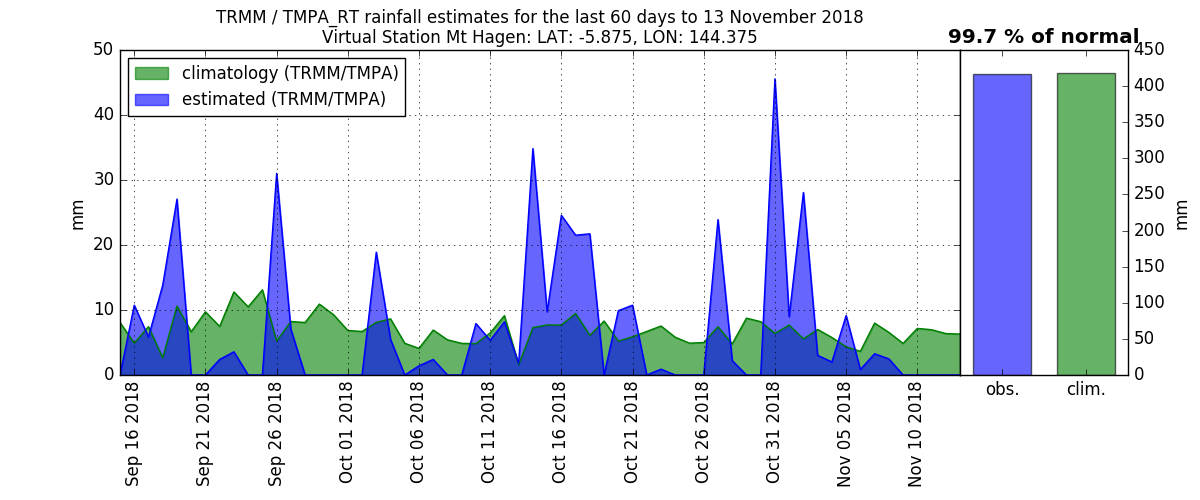 TRMM / TMPA_RT rainfall estimates for the last 60 days to 13 November 2018
Virtual Station Mt Hagen: LAT: -5.875, LON: 144.375
99.7 % of normal
climatology (TRMM/TMPA)
estimated (TRMM/TMPA)
mm
50
40
30
20
10
0
Sep 16 2018
Sep 21 2018
Sep 26 2018
Oct 01 2018
Oct 06 2018
Oct 11 2018
Oct 16 2018
Oct 21 2018
Oct 26 2018
Oct 31 2018
Nov 05 2018
Nov 10 2018
obs.
clim.
450
400
350
300
250
200
150
100
50
0
mm